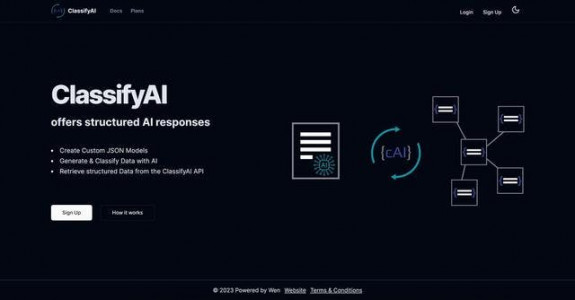 ClassifyAI Docs Plans Login Sign Up
ClassifyAI
offers structured AI responses
Create Custom JSON Models
Generate & Classify Data with AI
Retrieve structured Data from the ClassifyAI API
AI
{cAI}
Sign Up How it works
© 2023 Powered by Wen Website Terms & Conditions